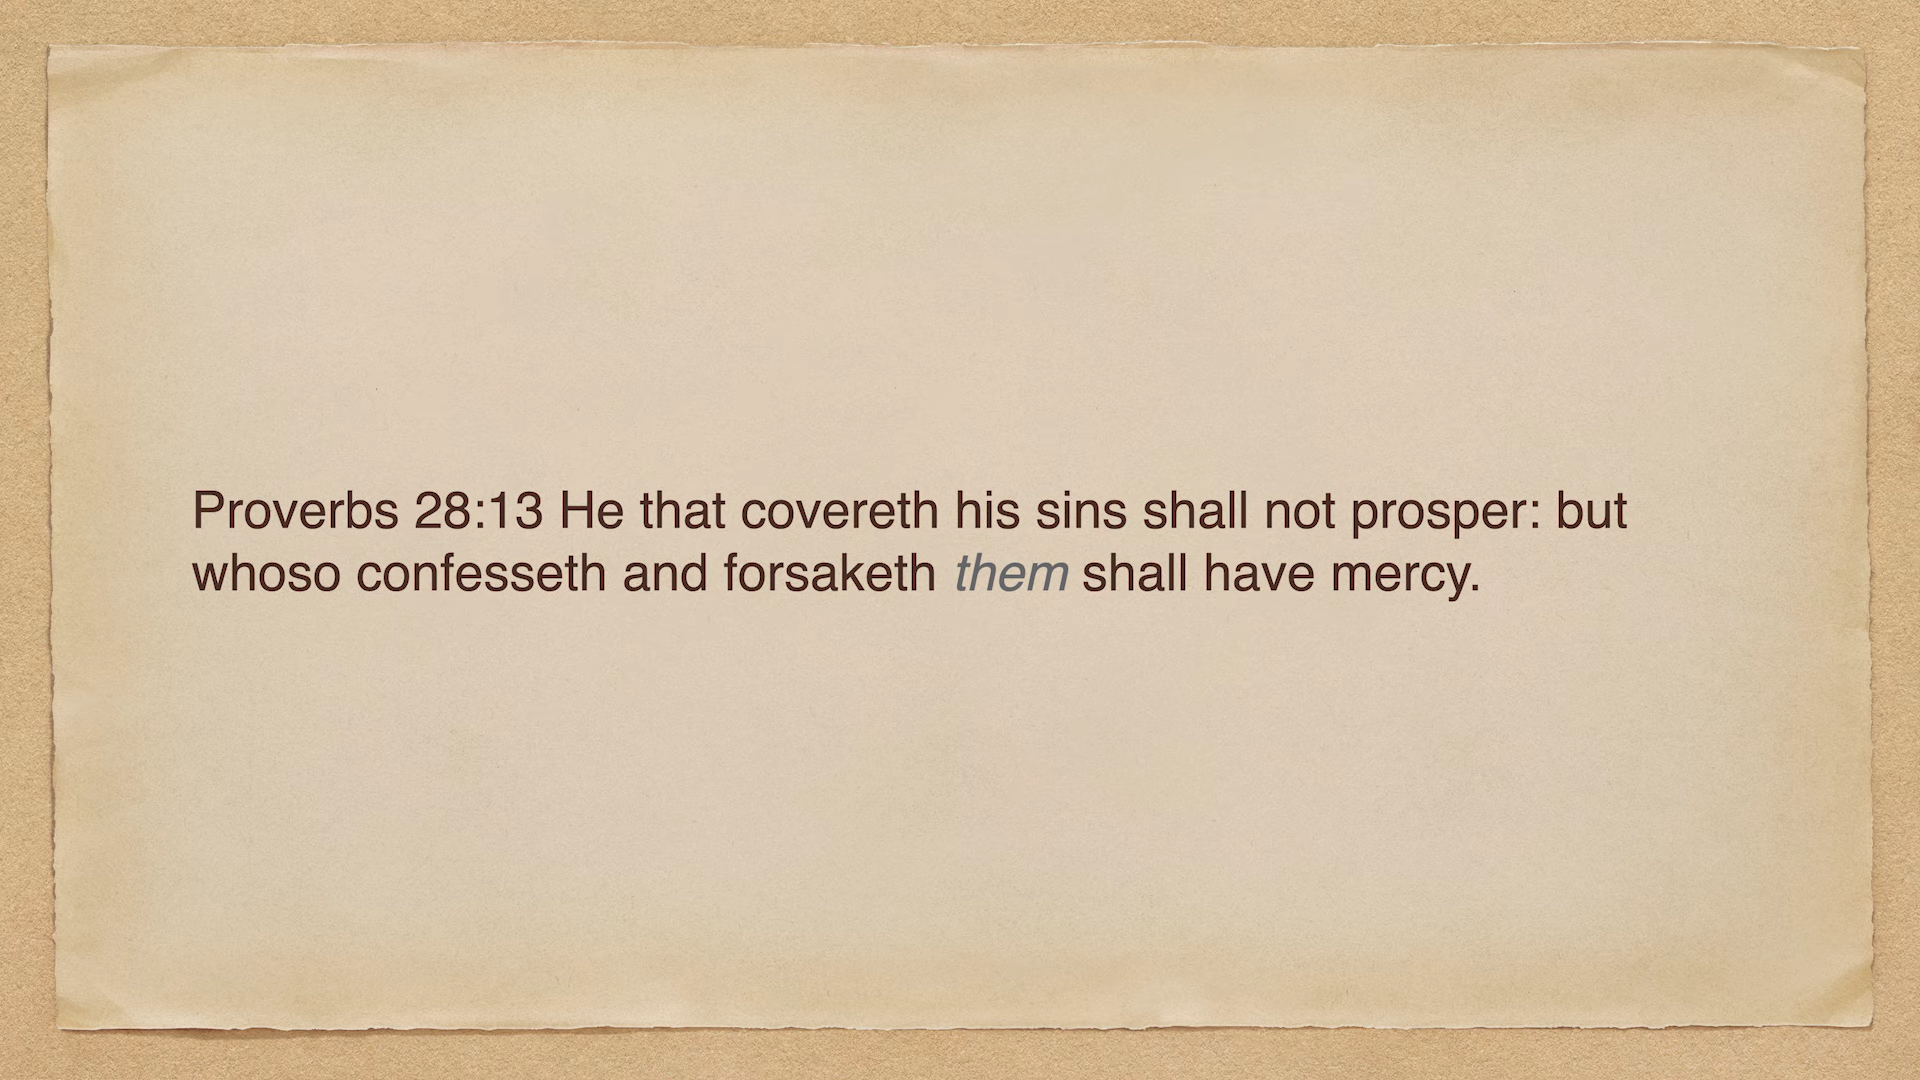 Proverbs 28:13 He that covereth his sins shall not prosper: but
whoso confesseth and forsaketh them shall have mercy.